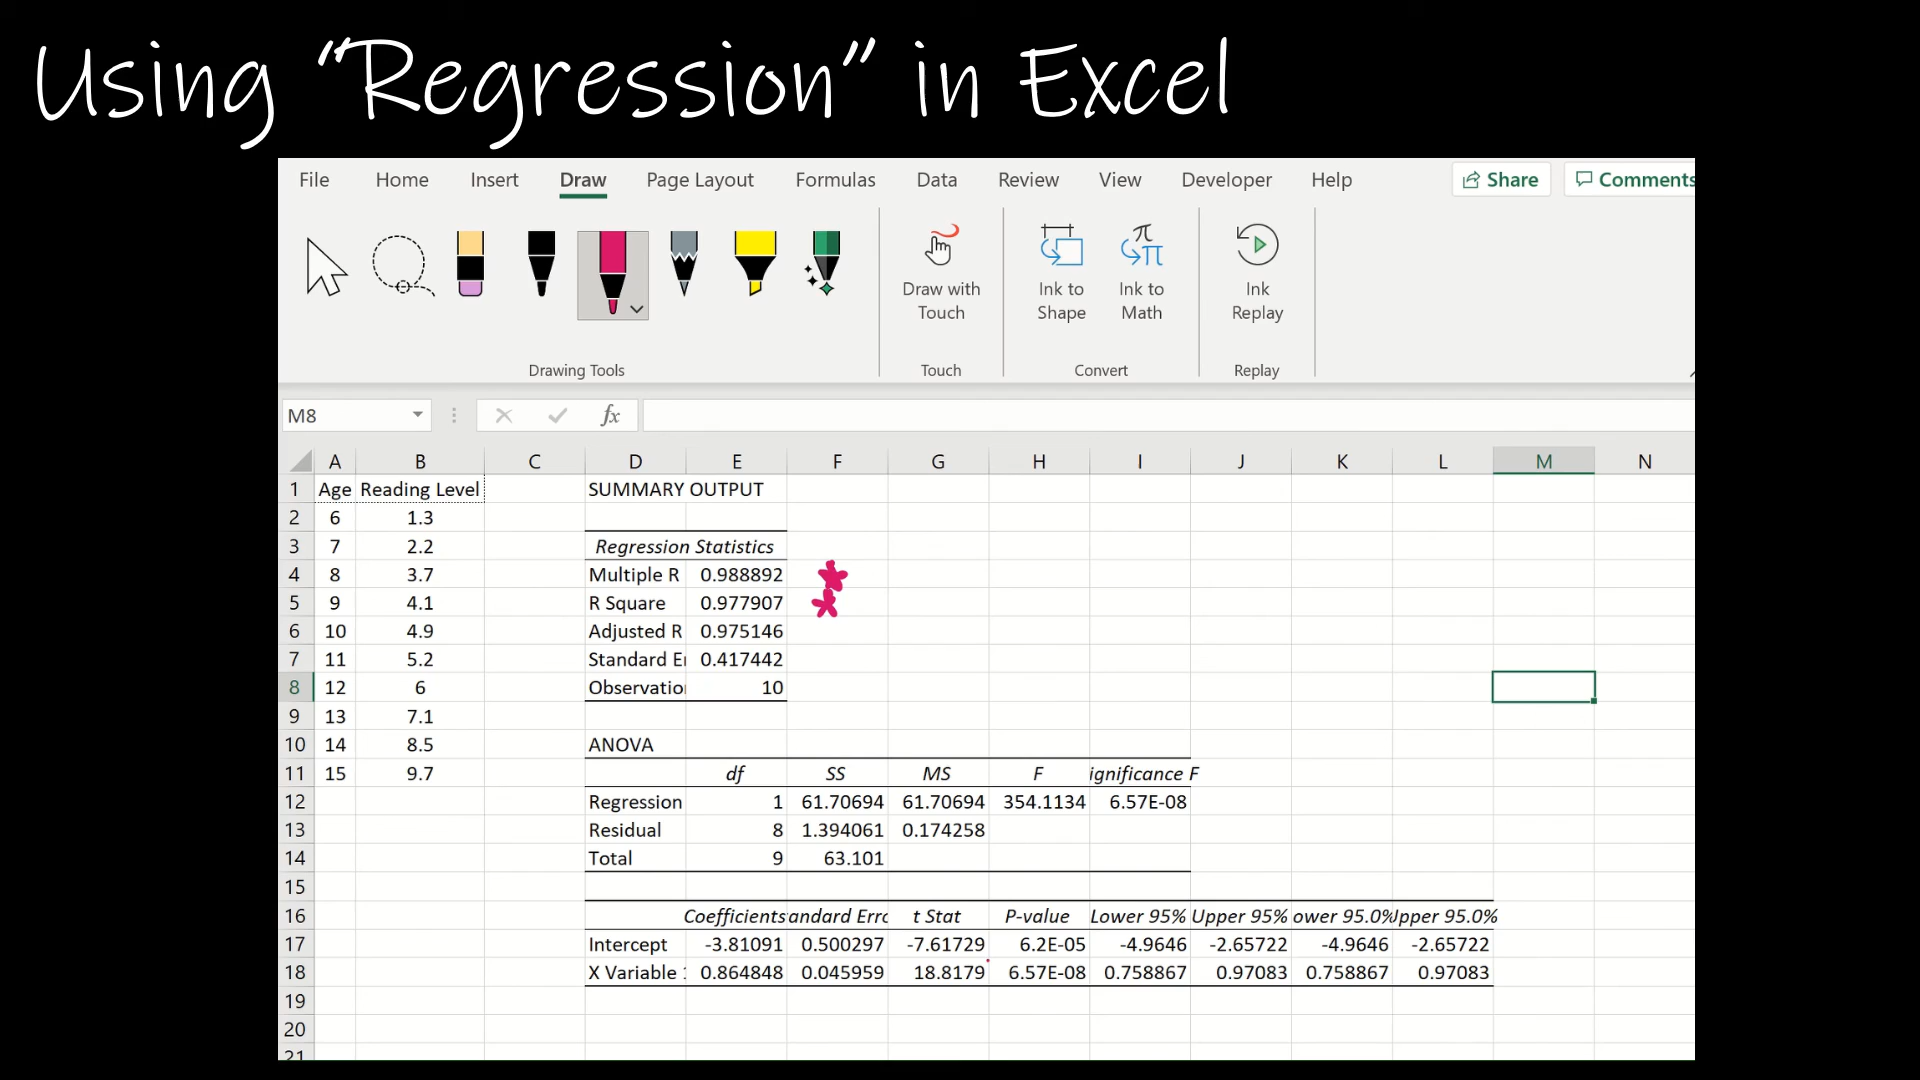 Using “Regression” in Excel
File Home Insert Draw Page Layout Formulas Data Review View Developer Help Share Comments
Draw with Touch
Ink to Shape
Ink to Math
Ink Replay
Drawing Tools Touch Convert Replay
M8 fx
A B C D E F G H I J K L M N
1 Age Reading Level SUMMARY OUTPUT
2 6 1.3
3 7 2.2 Regression Statistics
4 8 3.7 Multiple R 0.988892
5 9 4.1 R Square 0.977907
6 10 4.9 Adjusted R 0.975146
7 11 5.2 Standard Er 0.417442
8 12 6 Observation 10
9 13 7.1
10 14 8.5 ANOVA
11 15 9.7 df SS MS F ignificance F
12 Regression 1 61.70694 61.70694 354.1134 6.57E-08
13 Residual 8 1.394061 0.174258
14 Total 9 63.101
15
16 Coefficients andard Erro t Stat P-value Lower 95% Upper 95% ower 95.0% Upper 95.0%
17 Intercept -3.81091 0.500297 -7.61729 6.2E-05 -4.9646 -2.65722 -4.9646 -2.65722
18 X Variable 1 0.864848 0.045959 18.8179 6.57E-08 0.758867 0.97083 0.758867 0.97083
19
20
21